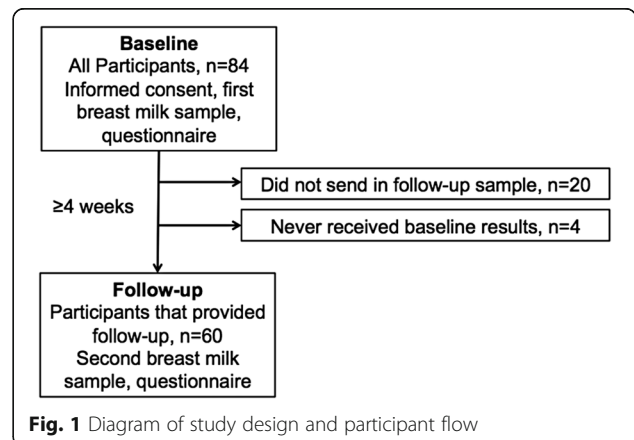 Baseline
All Participants, n=84
Informed consent, first
breast milk sample,
questionnaire
≥4 weeks
Did not send in follow-up sample, n=20
Never received baseline results, n=4
Follow-up
Participants that provided
follow-up, n=60
Second breast milk
sample, questionnaire
Fig. 1 Diagram of study design and participant flow